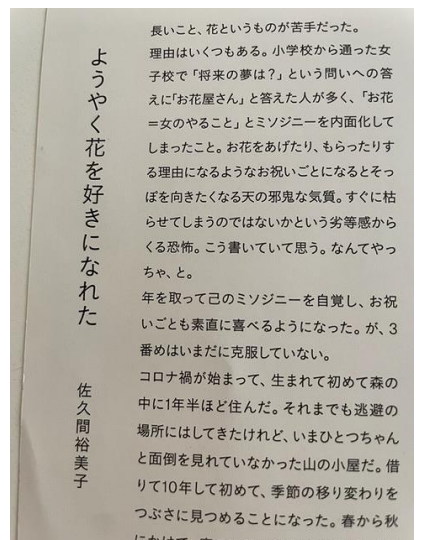 ようやく花を好きになれた
佐久間裕美子
長いこと、花というものが苦手だった。
理由はいくつもある。小学校から通った女
子校で「将来の夢は？」という問いへの答
えに「お花屋さん」と答えた人が多く、「お花
＝女のやること」とミソジニーを内面化して
しまったこと。お花をあげたり、もらったりす
る理由になるようなお祝いごとになるとそっ
ぽを向きたくなる天の邪鬼な気質。すぐに枯
らせてしまうのではないかという劣等感から
くる恐怖。こう書いていて思う。なんてやっ
ちゃ、と。
年を取って己のミソジニーを自覚し、お祝
いごとも素直に喜べるようになった。が、3
番めはいまだに克服していない。
コロナ禍が始まって、生まれて初めて森の
中に1年半ほど住んだ。それまでも逃避の
場所にはしてきたけれど、いまひとつちゃん
と面倒を見れていなかった山の小屋だ。借
りて10年して初めて、季節の移り変わりを
つぶさに見つめることになった。春から秋